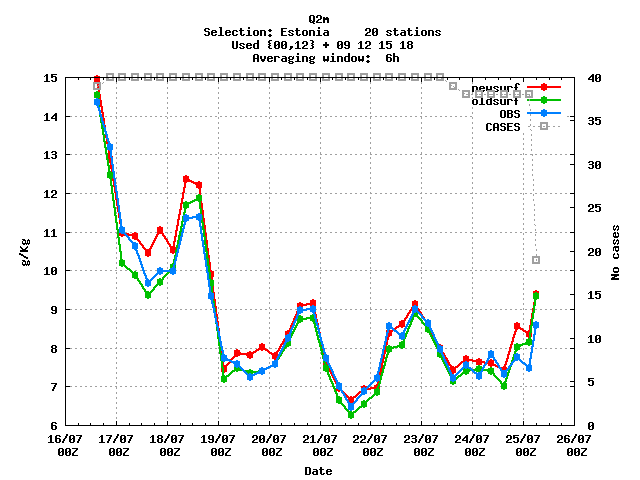 Q2m
Selection: Estonia     20 stations
Used {00,12} + 09 12 15 18
Averaging window:  6h
15
14
13
12
11
10
9
8
7
6
g/Kg
40
35
30
25
20
15
10
5
0
No cases
newsurf
oldsurf
OBS
CASES
16/07 17/07 18/07 19/07 20/07 21/07 22/07 23/07 24/07 25/07 26/07
00Z 00Z 00Z 00Z 00Z 00Z 00Z 00Z 00Z 00Z 00Z
Date